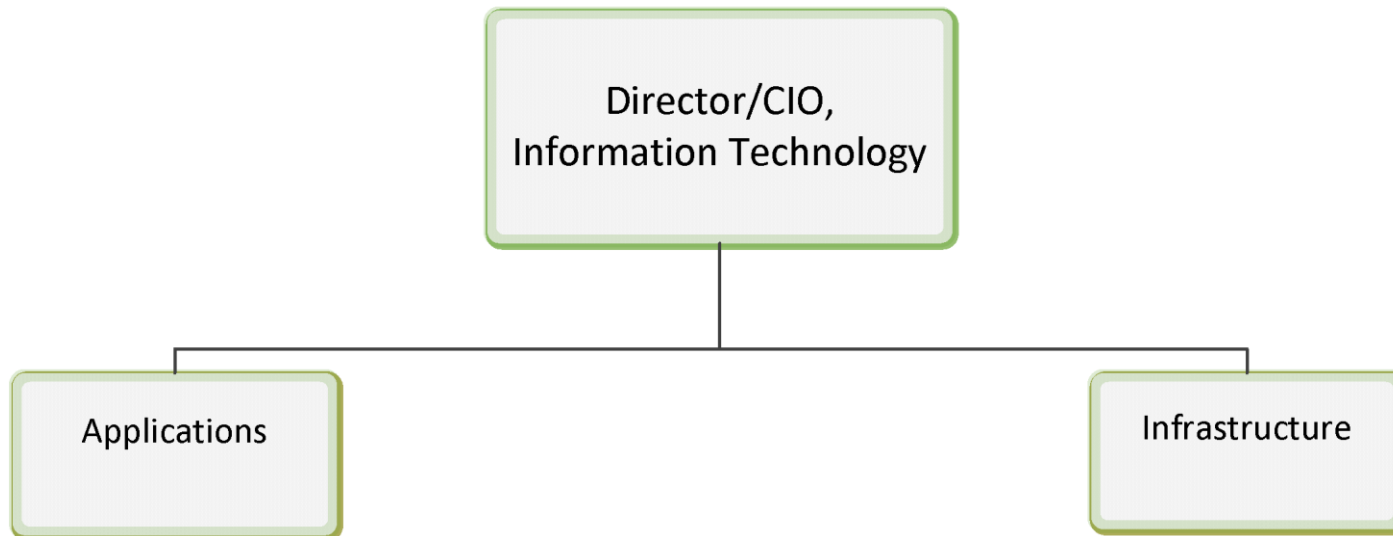 Director/CIO,
Information Technology
Applications
Infrastructure